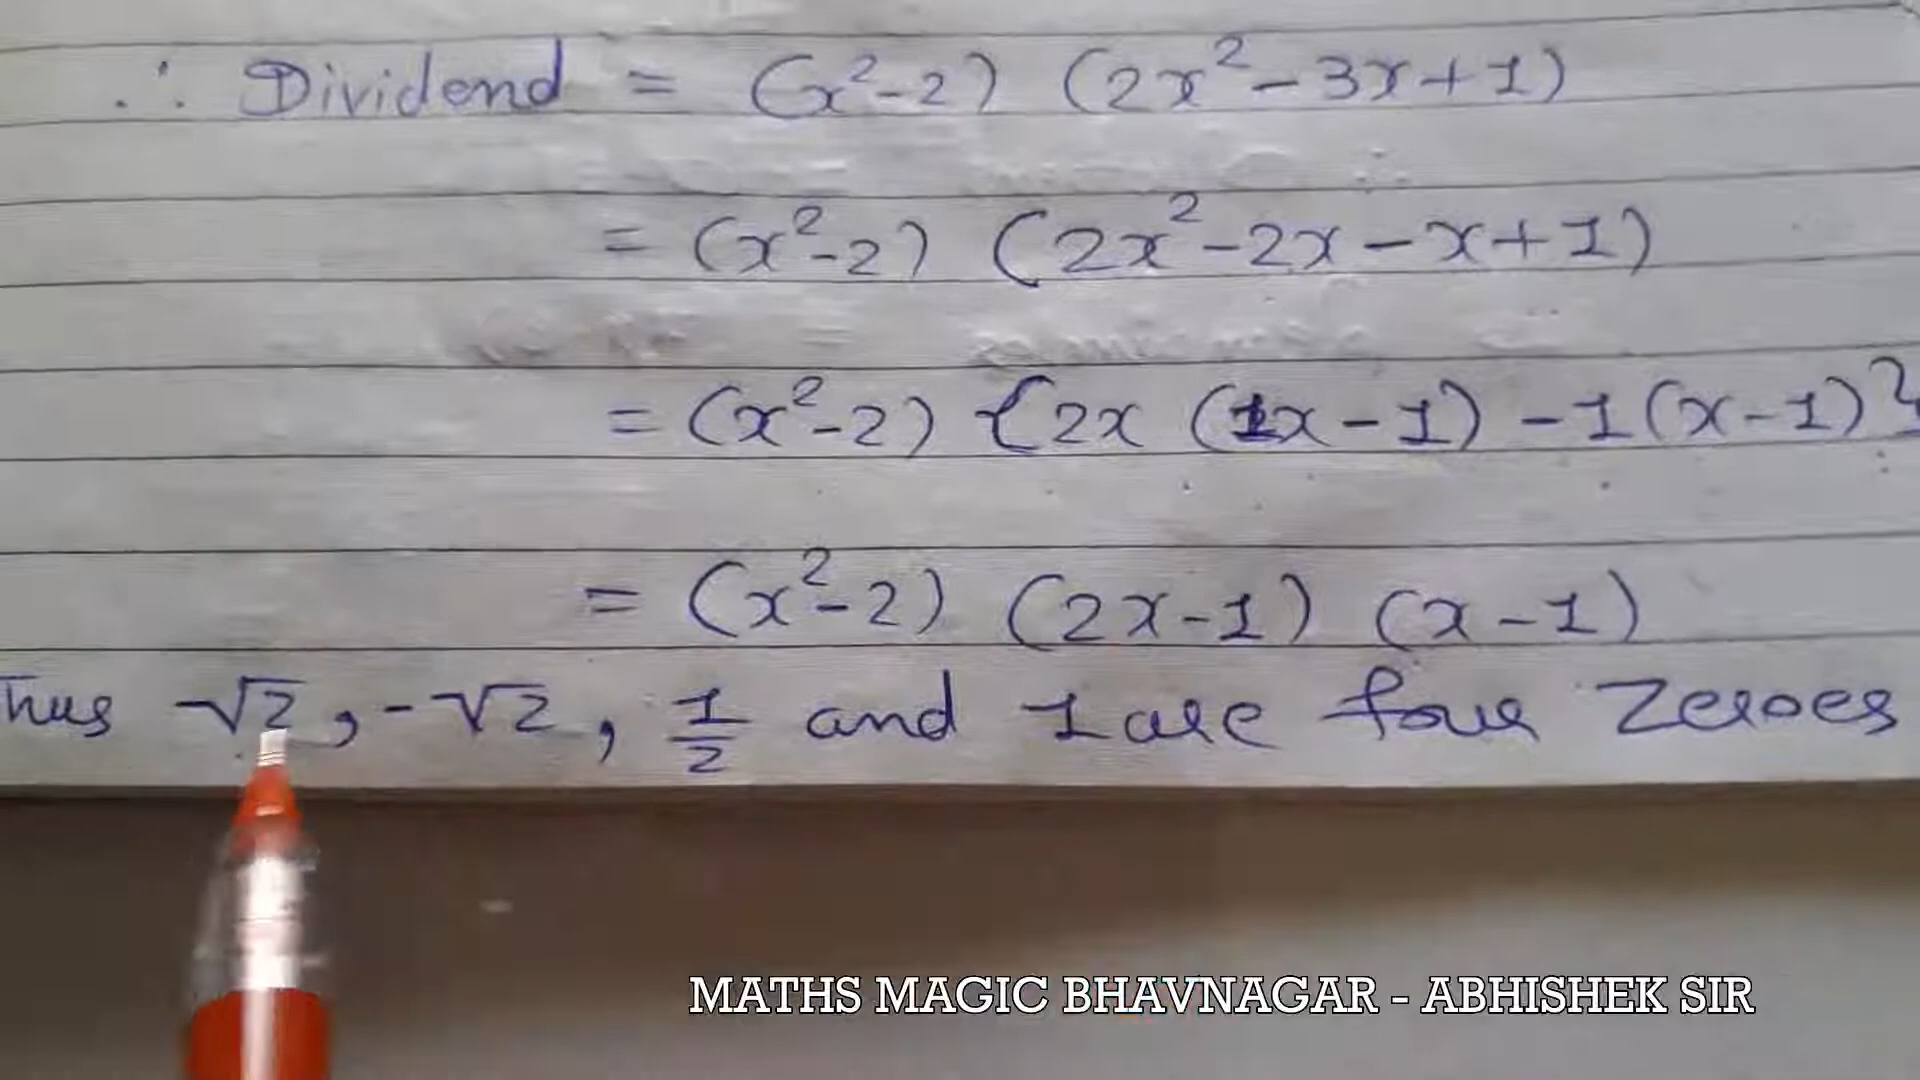 ∴ Dividend = (x²-2) (2x²-3x+1)
= (x²-2) (2x²-2x-x+1)
= (x²-2) {2x (1x-1) -1(x-1)}
= (x²-2) (2x-1) (x-1)
Thus √2, -√2, 1/2 and 1 are four Zeroes
MATHS MAGIC BHAVNAGAR - ABHISHEK SIR